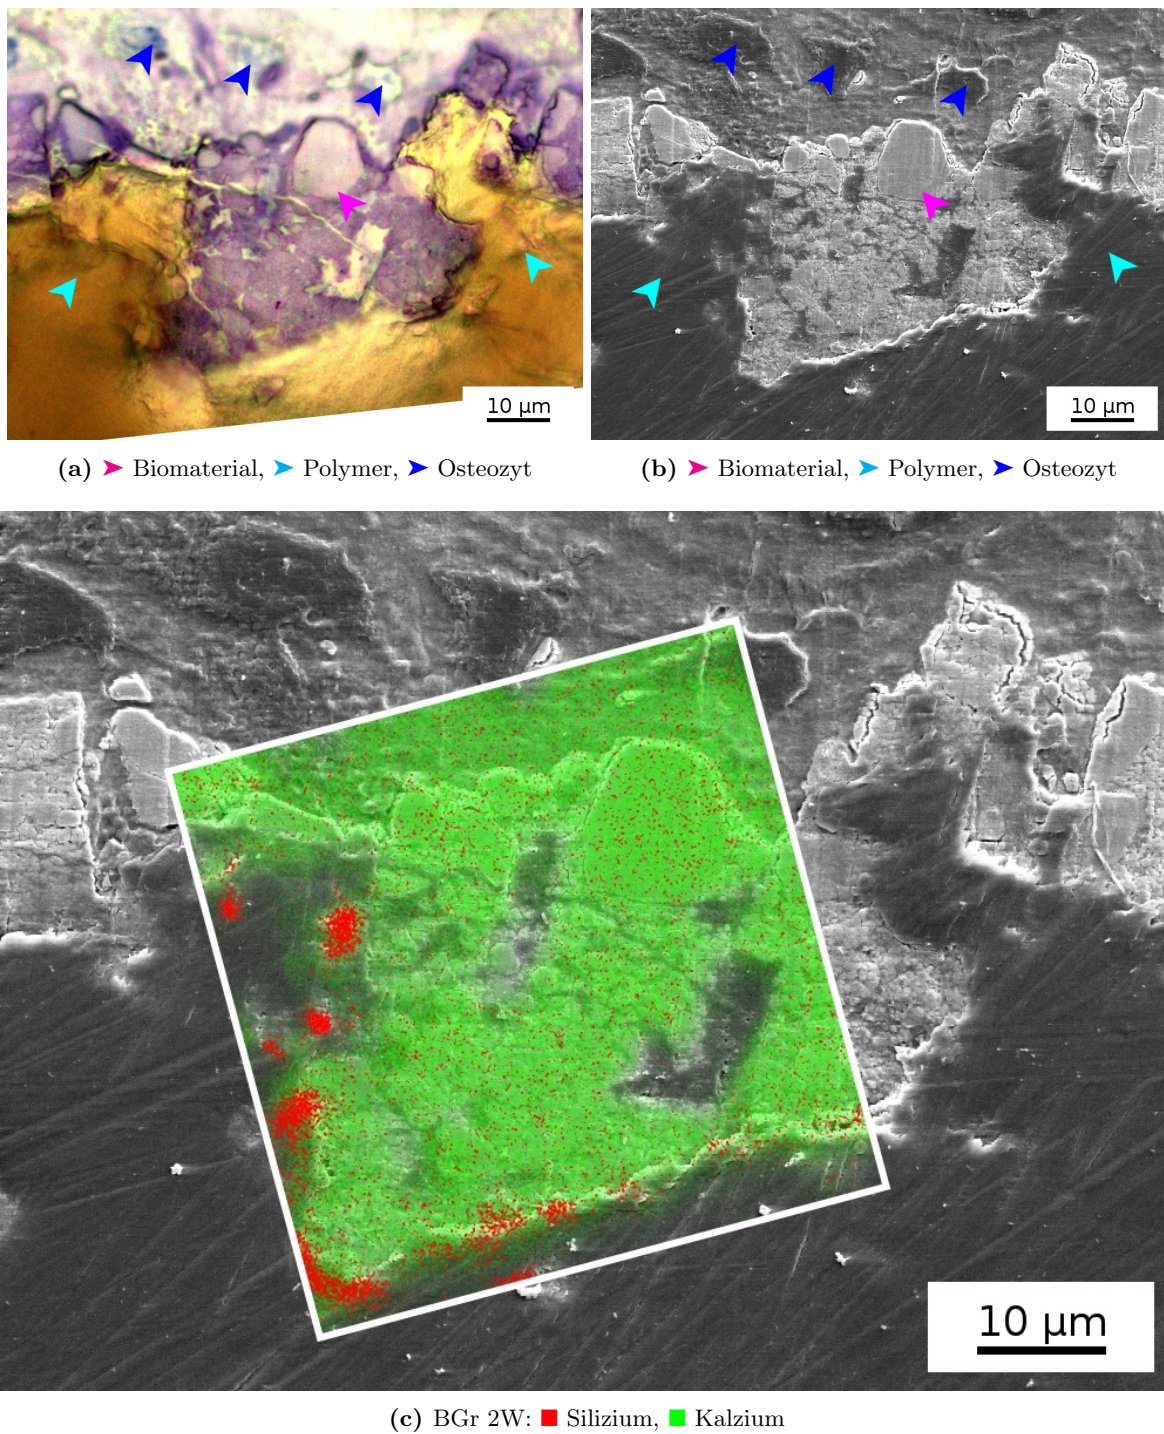 10 µm
10 µm
(a) ➤ Biomaterial, ➤ Polymer, ➤ Osteozyt
(b) ➤ Biomaterial, ➤ Polymer, ➤ Osteozyt
10 µm
(c) BGr 2W: ■ Silizium, ■ Kalzium